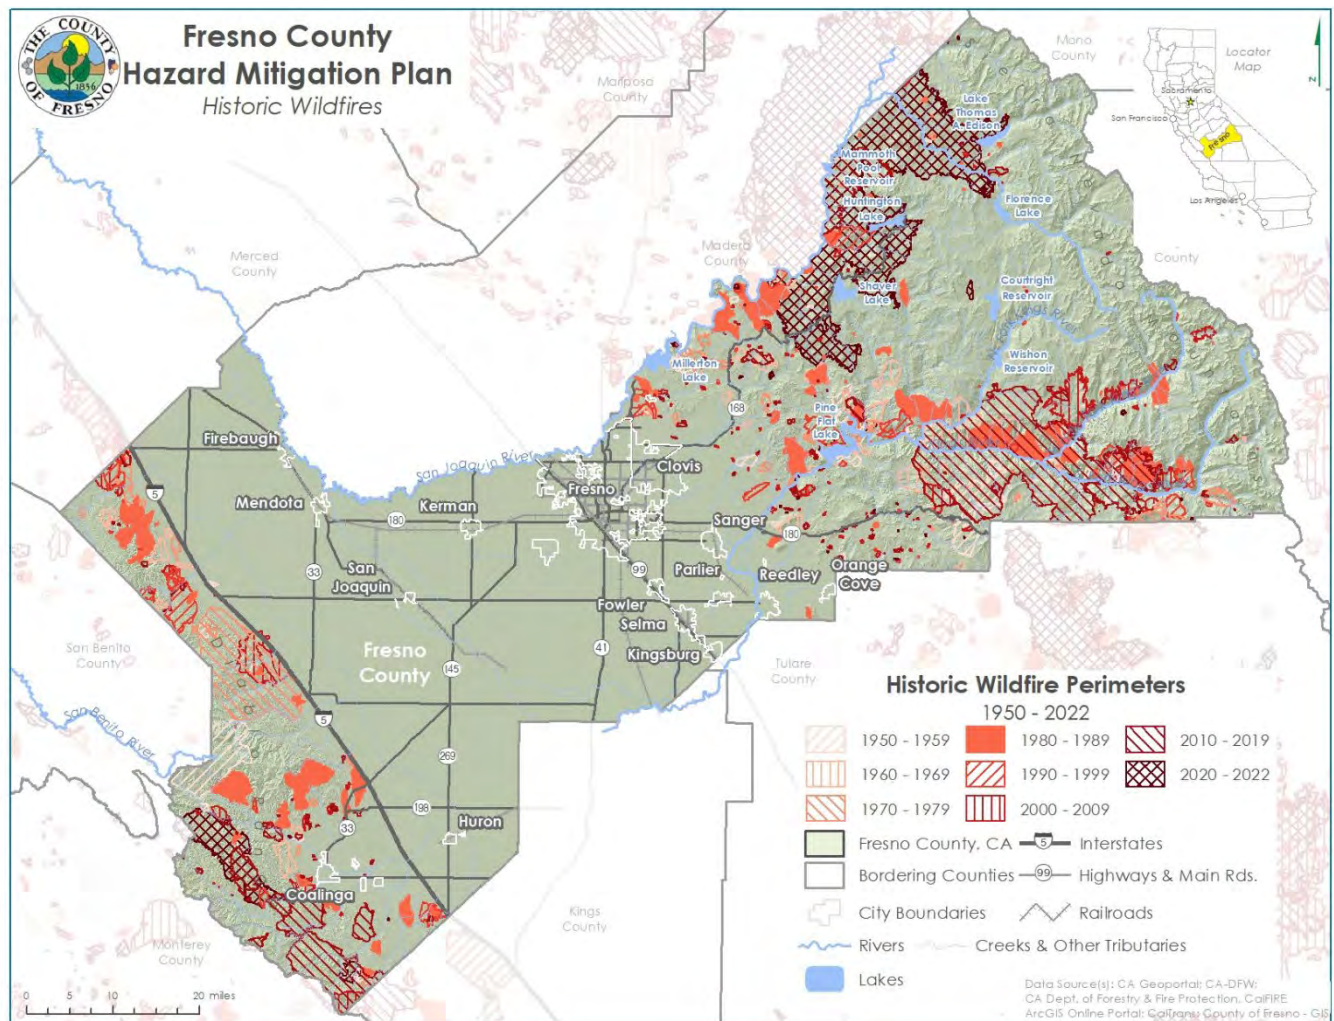 THE COUNTY
OF FRESNO
1856
Fresno County
Hazard Mitigation Plan
Historic Wildfires
Mono
County
Locator
Map
N
Sacramento
San Francisco
Fresno
Los Angeles
Mariposa
County
Lake
Thomas
A. Edison
Mammoth
Pool
Reservoir
Huntington
Lake
Florence
Lake
Merced
County
Madera
County
County
Shaver
Lake
Courtright
Reservoir
Kings River
Wishon
Reservoir
Millerton
Lake
168
Pine
Flat
Lake
Firebaugh
San Joaquin River
Clovis
5
Fresno
Mendota
Kerman
180
Sanger
180
33
San
Joaquin
99
Parlier
Reedley
Orange
Cove
Fowler
Selma
41
Kingsburg
San Benito
County
Fresno
County
145
Tulare
County
San Benito
River
5
269
198
33
Huron
Coalinga
Kings
County
Monterey
County
Historic Wildfire Perimeters
1950 - 2022
1950 - 1959
1980 - 1989
2010 - 2019
1960 - 1969
1990 - 1999
2020 - 2022
1970 - 1979
2000 - 2009
Fresno County, CA
5
Interstates
Bordering Counties
99
Highways & Main Rds.
City Boundaries
Railroads
Rivers
Creeks & Other Tributaries
Lakes
0 5 10 20 miles
Data Source(s): CA Geoportal; CA-DFW;
CA Dept. of Forestry & Fire Protection, CalFIRE
ArcGIS Online Portal; CalTrans; County of Fresno - GIS